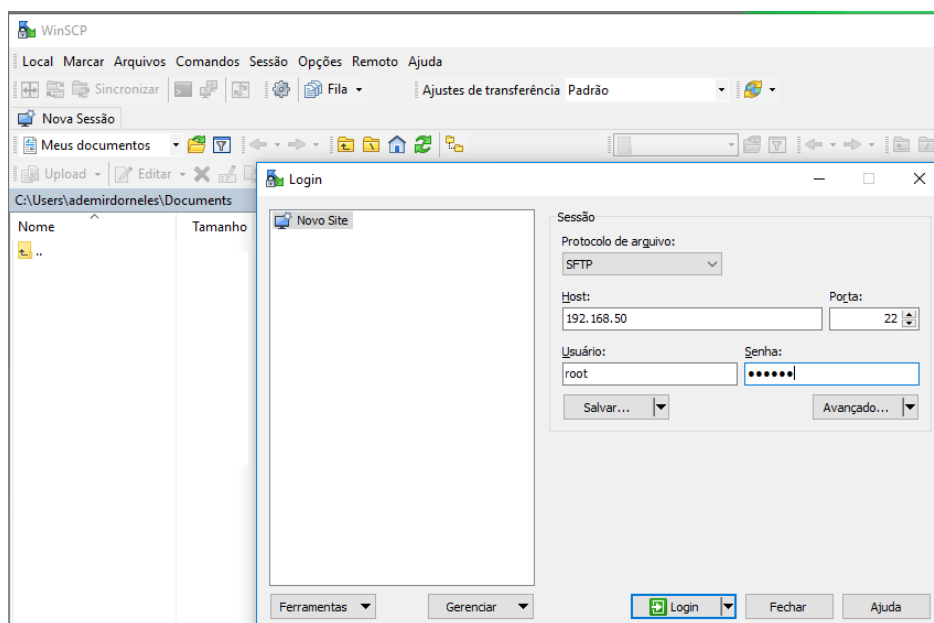 WinSCP
Local Marcar Arquivos Comandos Sessão Opções Remoto Ajuda
Sincronizar Fila Ajustes de transferência Padrão
Nova Sessão
Meus documentos
Upload Editar
C:\Users\ademirdorneles\Documents
Nome Tamanho
..
Login
Novo Site
Sessão
Protocolo de arquivo:
SFTP
Host: Porta:
192.168.50 22
Usuário: Senha:
root ••••••
Salvar... Avançado...
Ferramentas Gerenciar Login Fechar Ajuda